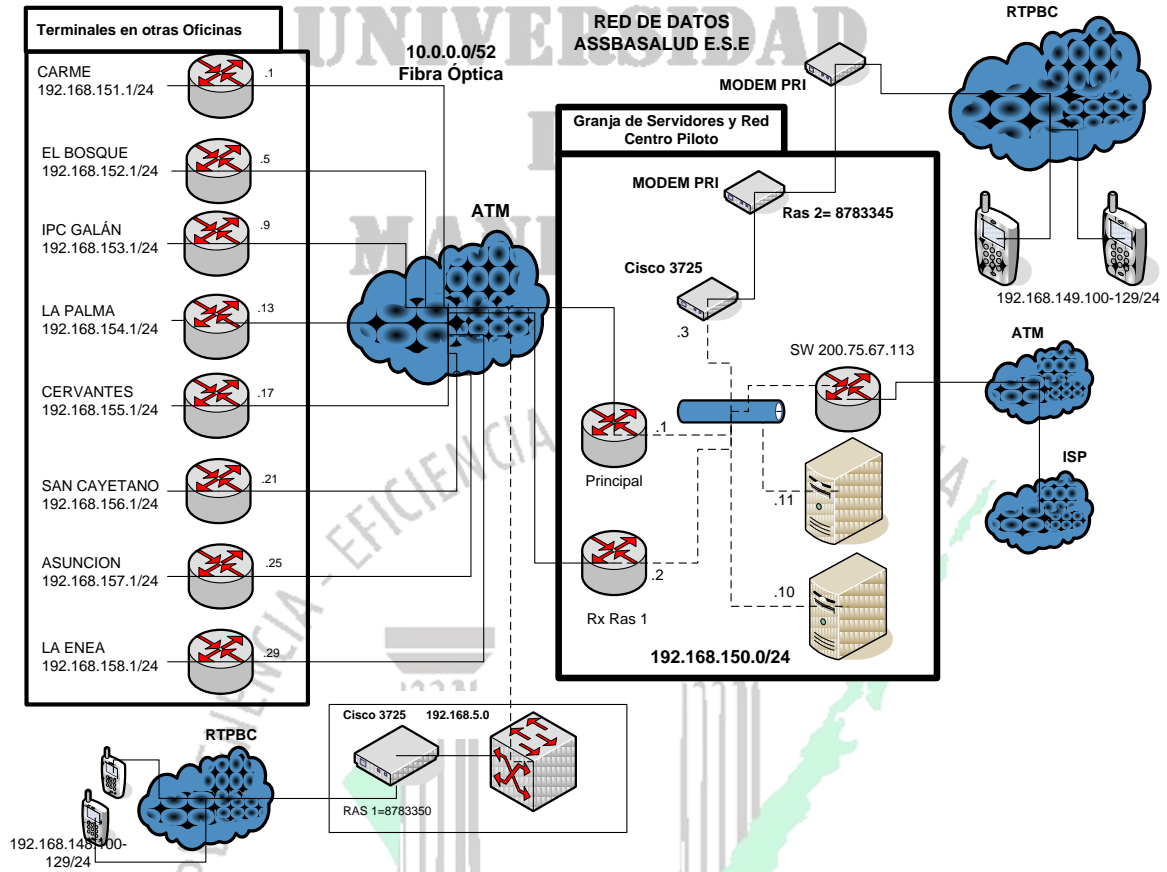 UNIVERSIDAD
RED DE DATOS
ASSBASALUD E.S.E
RTPBC
Terminales en otras Oficinas
10.0.0.0/52
Fibra Óptica
MODEM PRI
CARME
192.168.151.1/24
.1
EL BOSQUE
192.168.152.1/24
.5
IPC GALÁN
192.168.153.1/24
.9
LA PALMA
192.168.154.1/24
.13
CERVANTES
192.168.155.1/24
.17
SAN CAYETANO
192.168.156.1/24
.21
ASUNCION
192.168.157.1/24
.25
LA ENEA
192.168.158.1/24
.29
ATM
Granja de Servidores y Red
Centro Piloto
MODEM PRI
Ras 2= 8783345
Cisco 3725
.3
SW 200.75.67.113
.1
Principal
.11
.2
Rx Ras 1
.10
192.168.150.0/24
192.168.149.100-129/24
ATM
ISP
EFICIENCIA -
Cisco 3725
192.168.5.0
RAS 1=8783350
RTPBC
192.168.148.100-
129/24